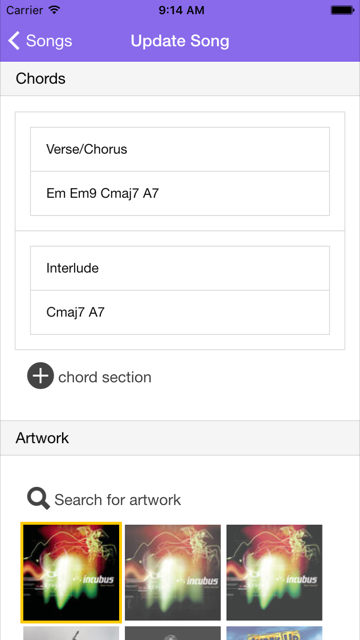 Carrier 9:14 AM
Songs Update Song
Chords
Verse/Chorus
Em Em9 Cmaj7 A7
Interlude
Cmaj7 A7
chord section
Artwork
Search for artwork
incubus incubus incubus